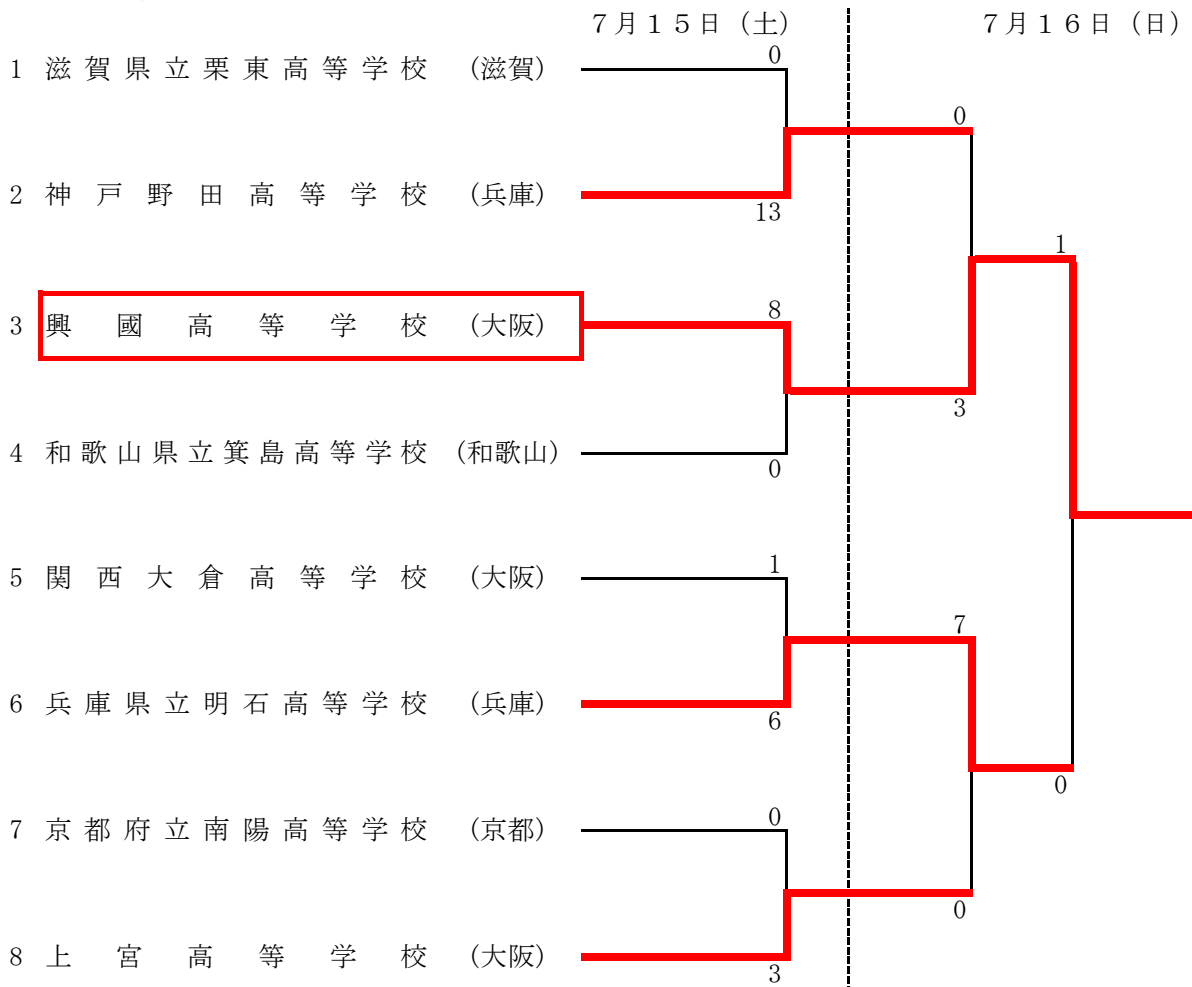 ７月１５日（土） ７月１６日（日）
0
1 滋賀県立栗東高等学校 （滋賀）
0
2 神戸野田高等学校 （兵庫）
13
1
8
3 興國高等学校 （大阪）
3
4 和歌山県立箕島高等学校 （和歌山）
0
1
5 関西大倉高等学校 （大阪）
7
6 兵庫県立明石高等学校 （兵庫）
6
0
0
7 京都府立南陽高等学校 （京都）
0
8 上宮高等学校 （大阪）
3